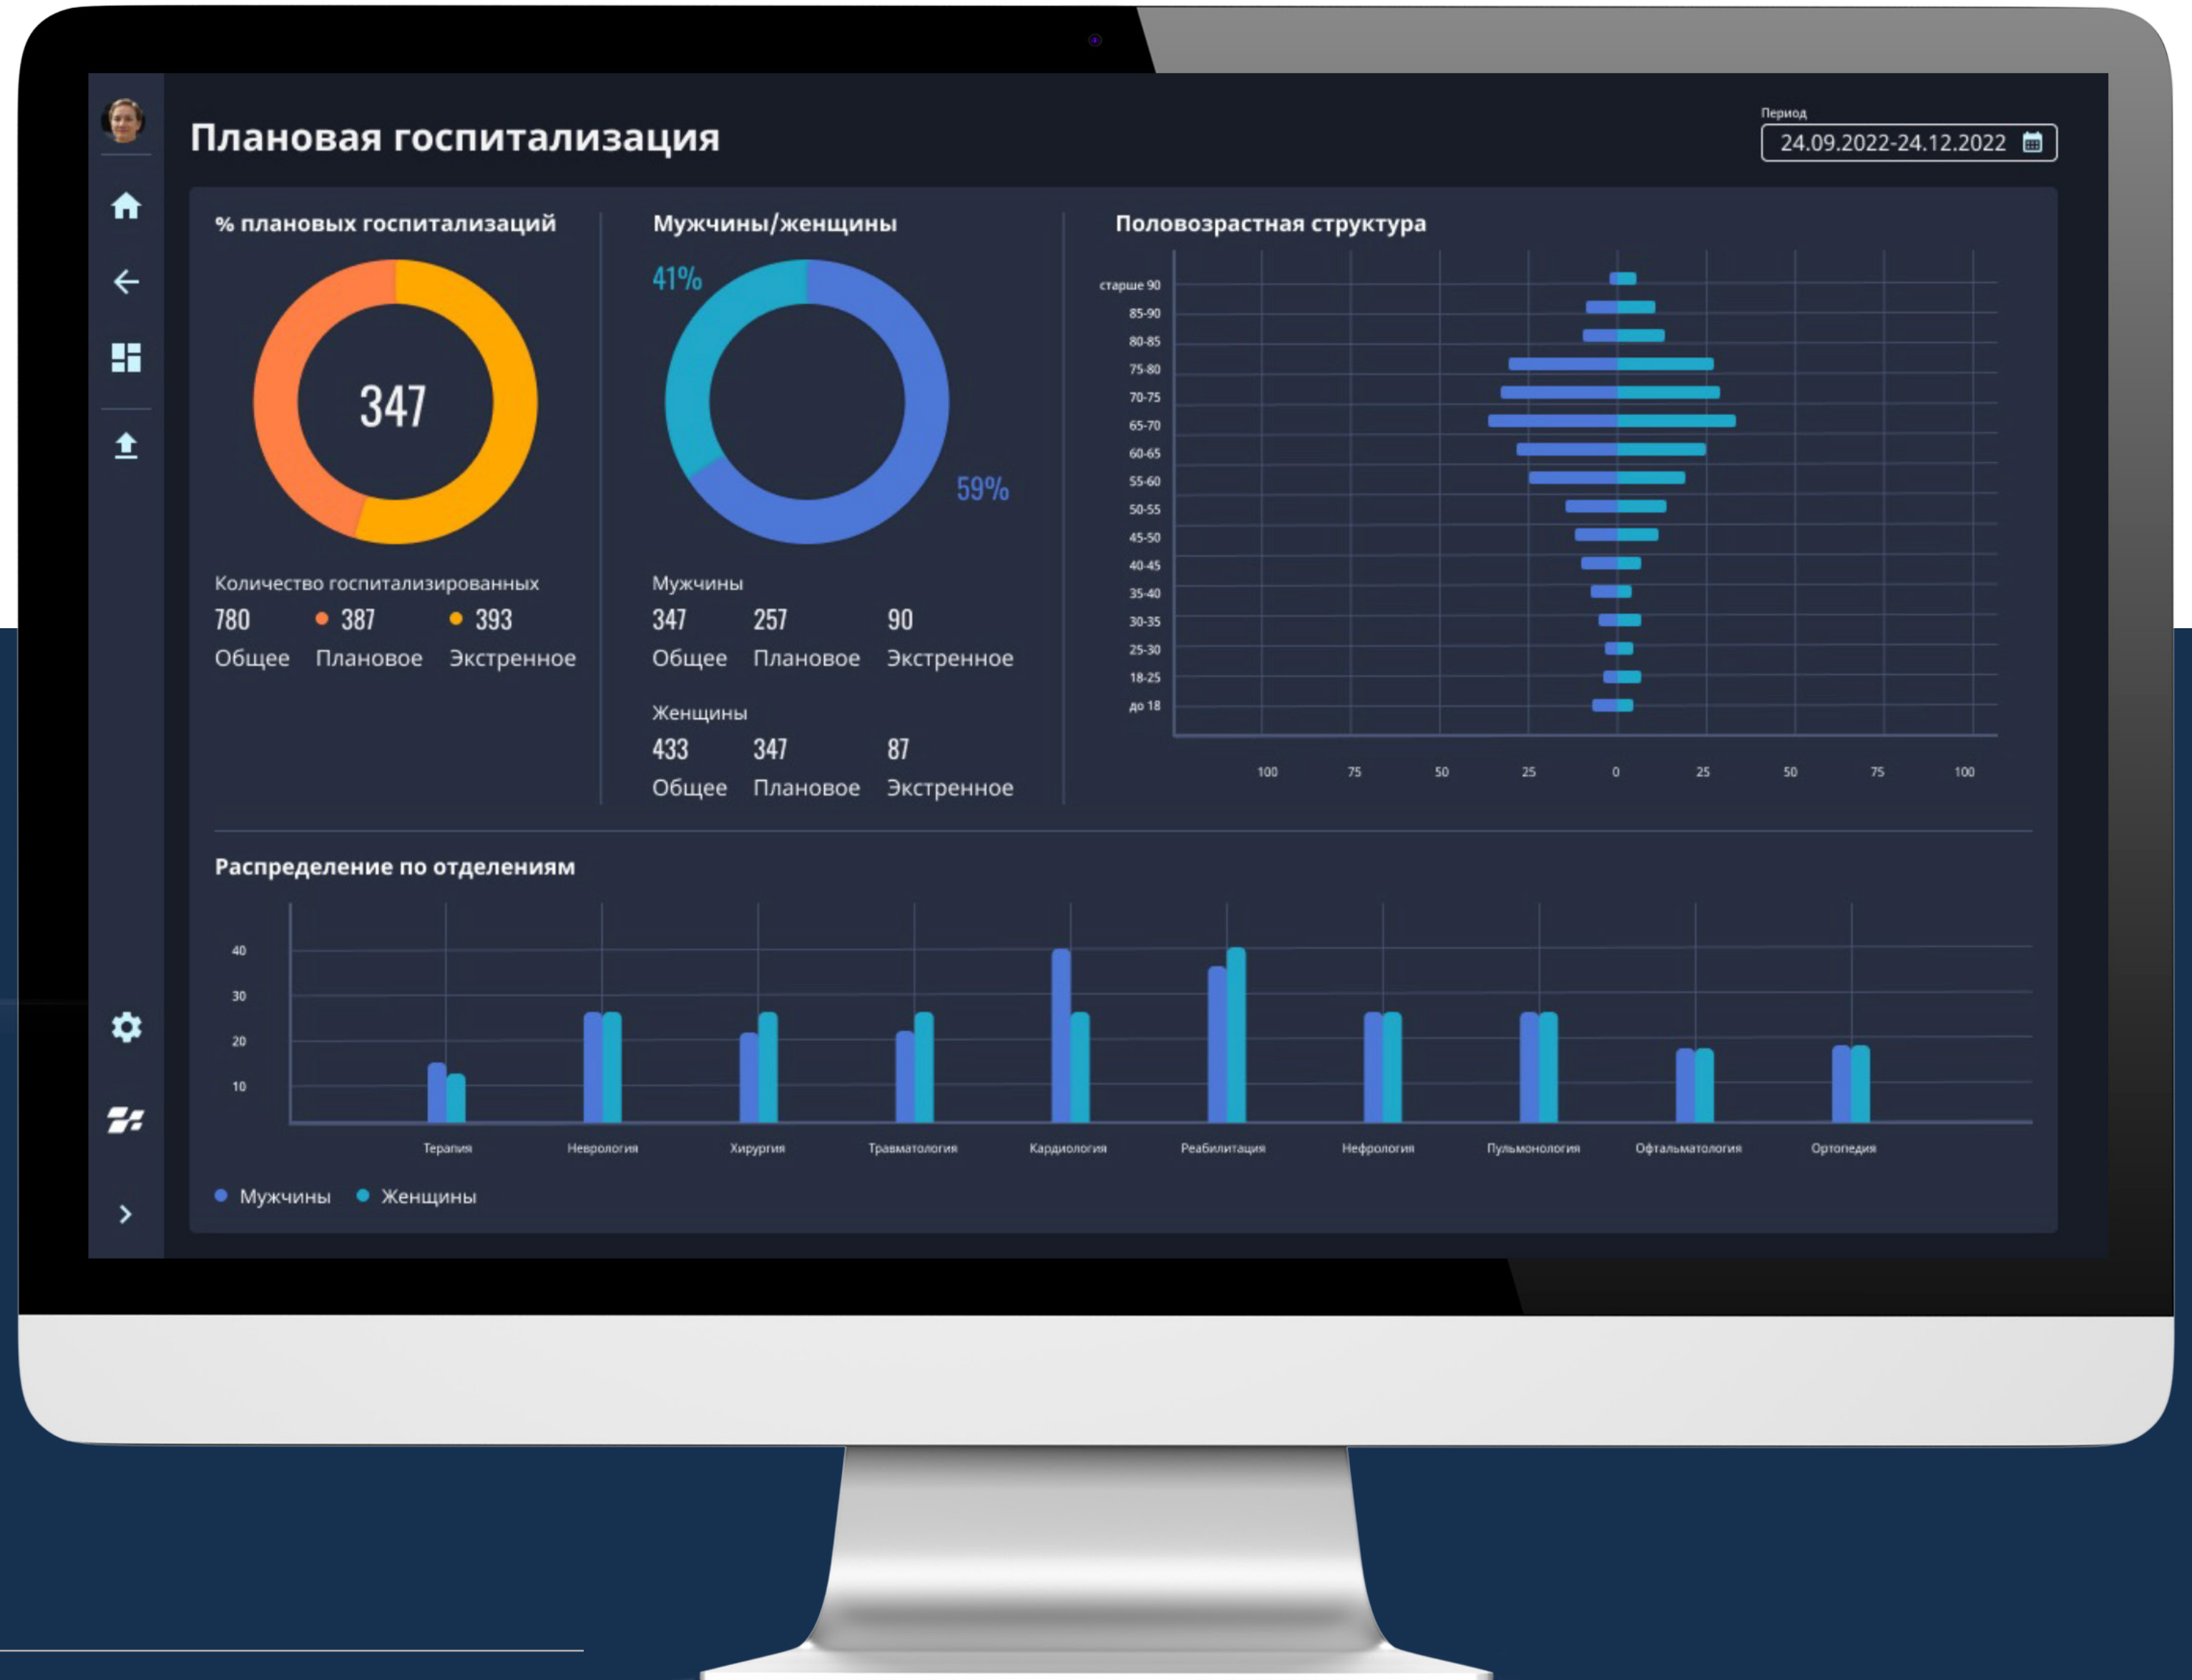 Плановая госпитализация
Период
24.09.2022-24.12.2022
% плановых госпитализаций
347
Количество госпитализированных
780 387 393
Общее Плановое Экстренное
Мужчины/женщины
41%
59%
Мужчины
347 257 90
Общее Плановое Экстренное
Женщины
433 347 87
Общее Плановое Экстренное
Половозрастная структура
старше 90
85-90
80-85
75-80
70-75
65-70
60-65
55-60
50-55
45-50
40-45
35-40
30-35
25-30
18-25
до 18
100 75 50 25 0 25 50 75 100
Распределение по отделениям
40
30
20
10
Терапия Неврология Хирургия Травматология Кардиология Реабилитация Нефрология Пульмонология Офтальматология Ортопедия
Мужчины Женщины